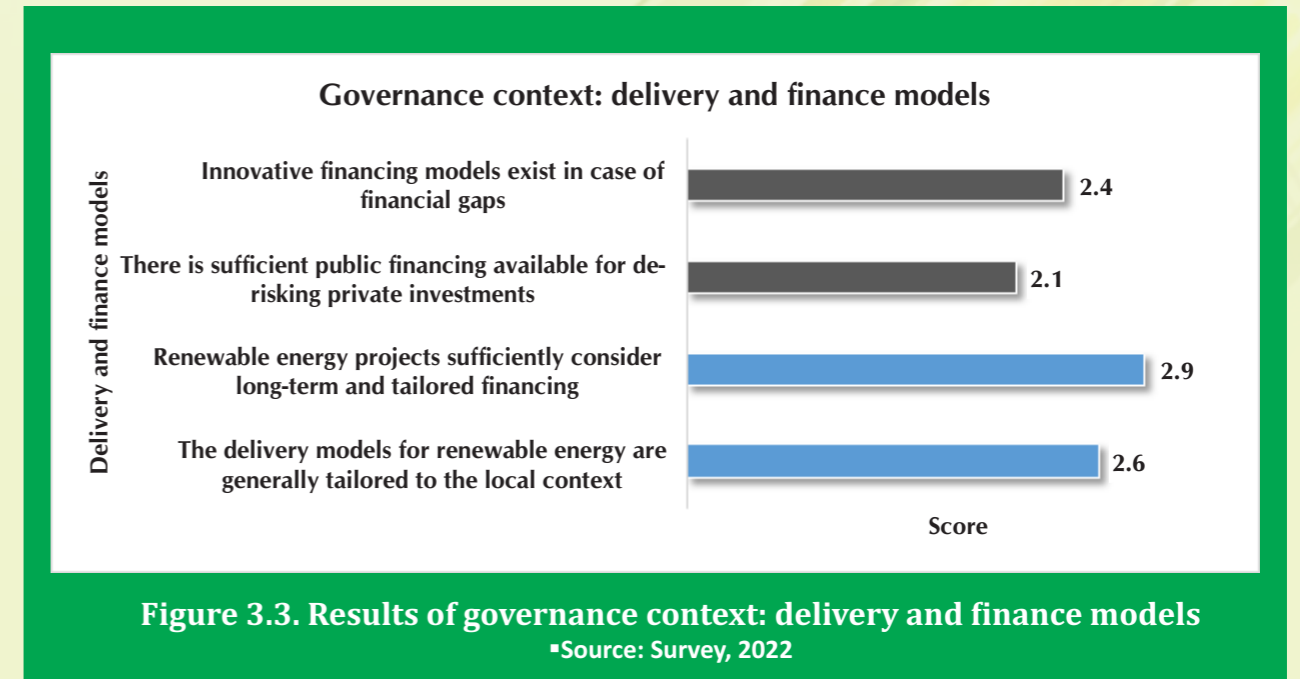 Governance context: delivery and finance models
Delivery and finance models
Innovative financing models exist in case of
financial gaps
2.4
There is sufficient public financing available for de-
risking private investments
2.1
Renewable energy projects sufficiently consider
long-term and tailored financing
2.9
The delivery models for renewable energy are
generally tailored to the local context
2.6
Score
Figure 3.3. Results of governance context: delivery and finance models
▪Source: Survey, 2022